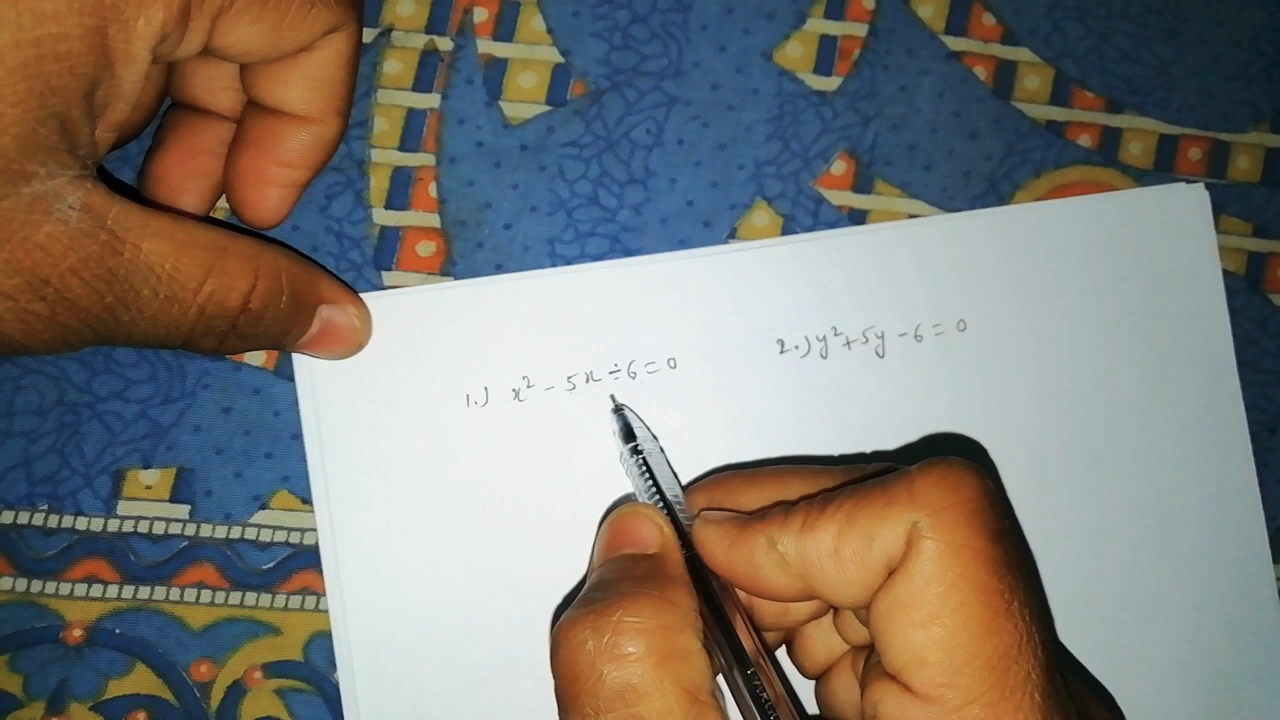 1.) x² - 5x ÷ 6 = 0
2.) y² + 5y - 6 = 0